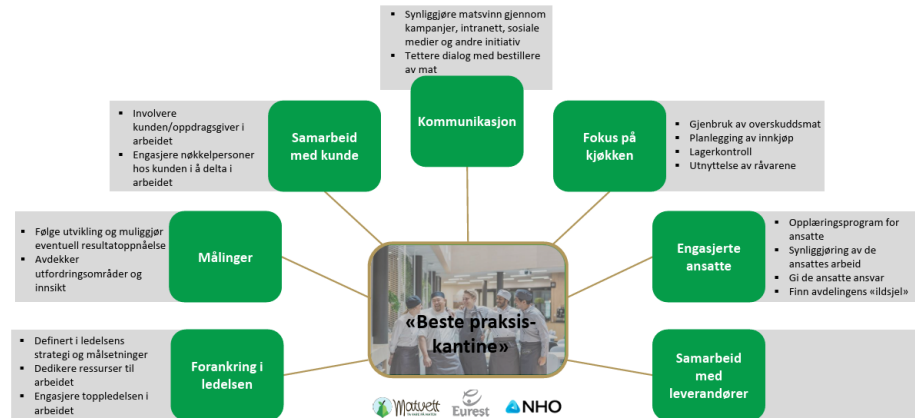 ▪ Synliggjøre matsvinn gjennom
kampanjer, intranett, sosiale
medier og andre initiativ
▪ Tettere dialog med bestillere
av mat
Kommunikasjon
▪ Involvere
kunden/oppdragsgiver i
arbeidet
▪ Engasjere nøkkelpersoner
hos kunden i å delta i
arbeidet
Samarbeid
med kunde
Fokus på
kjøkken
▪ Gjenbruk av overskuddsmat
▪ Planlegging av innkjøp
▪ Lagerkontroll
▪ Utnyttelse av råvarene
▪ Følge utvikling og muliggjør
eventuell resultatoppnåelse
▪ Avdekker
utfordringsområder og
innsikt
Målinger
Engasjerte
ansatte
▪ Opplæringsprogram for
ansatte
▪ Synliggjøring av de
ansattes arbeid
▪ Gi de ansatte ansvar
▪ Finn avdelingens «ildsjel»
«Beste praksis-
kantine»
▪ Definert i ledelsens
strategi og målsetninger
▪ Dedikere ressurser til
arbeidet
▪ Engasjere toppledelsen i
arbeidet
Forankring i
ledelsen
Samarbeid
med
leverandører
Matvett
Eurest
NHO